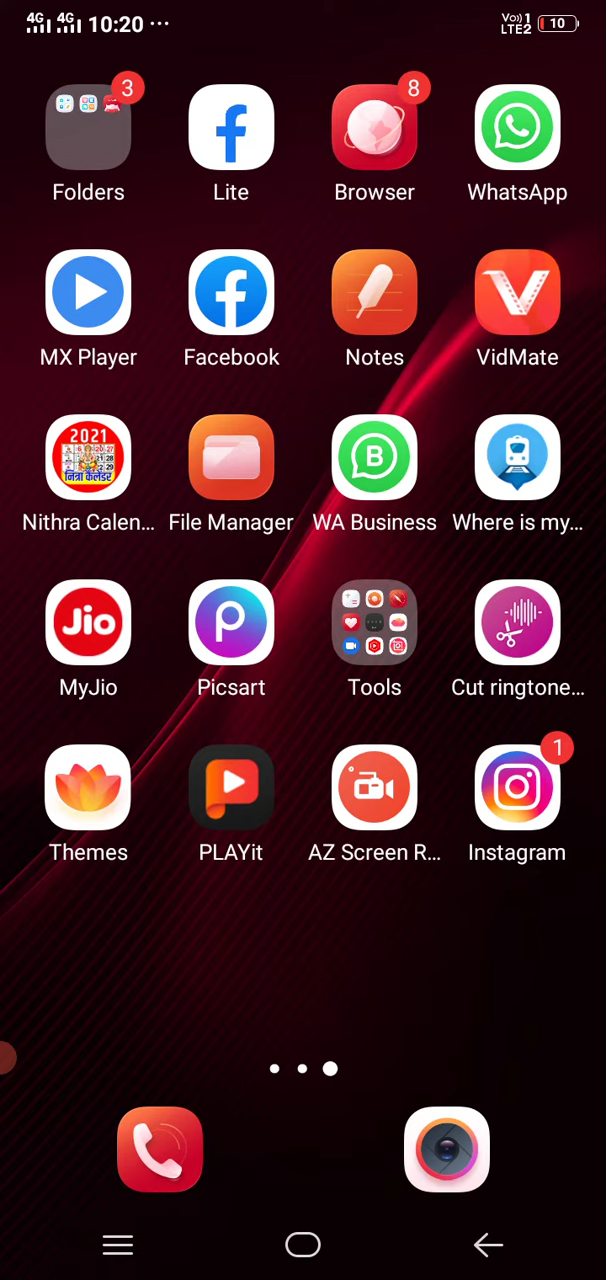 4G 4G 10:20 ... Vo)) 1 LTE2 10
3 8
Folders Lite Browser WhatsApp
MX Player Facebook Notes VidMate
2021
नित्रा कैलेंडर
B
Nithra Calen... File Manager WA Business Where is my...
Jio
MyJio Picsart Tools Cut ringtone...
1
Themes PLAYit AZ Screen R... Instagram